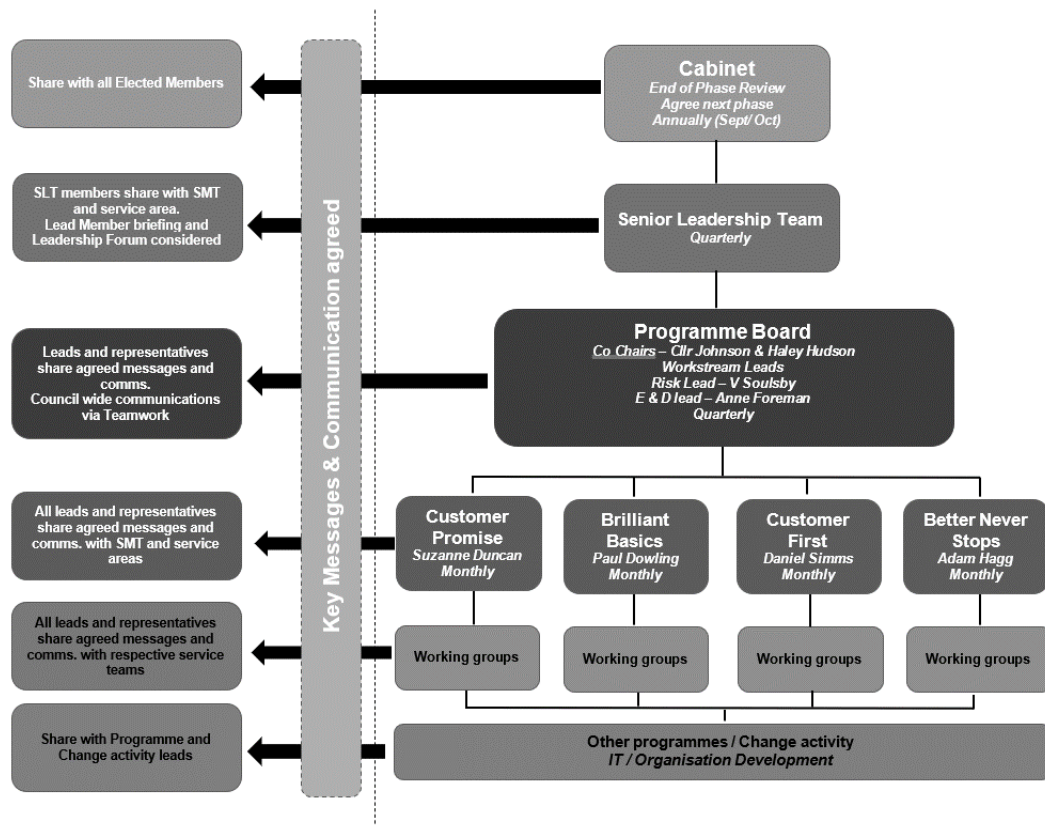 Share with all Elected Members
Cabinet
End of Phase Review
Agree next phase
Annually (Sept/ Oct)
SLT members share with SMT
and service area.
Lead Member briefing and
Leadership Forum considered
Senior Leadership Team
Quarterly
Key Messages & Communication agreed
Leads and representatives
share agreed messages and
comms.
Council wide communications
via Teamwork
Programme Board
Co Chairs – Cllr Johnson & Haley Hudson
Workstream Leads
Risk Lead – V Soulsby
E & D lead – Anne Foreman
Quarterly
All leads and representatives
share agreed messages and
comms. with SMT and service
areas
Customer
Promise
Suzanne Duncan
Monthly
Brilliant
Basics
Paul Dowling
Monthly
Customer
First
Daniel Simms
Monthly
Better Never
Stops
Adam Hagg
Monthly
All leads and representatives
share agreed messages and
comms. with respective service
teams
Working groups
Working groups
Working groups
Working groups
Share with Programme and
Change activity leads
Other programmes / Change activity
IT / Organisation Development